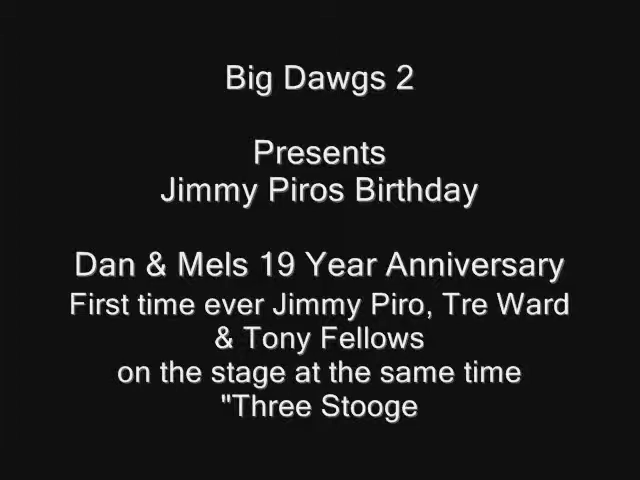 Big Dawgs 2
Presents
Jimmy Piros Birthday
Dan & Mels 19 Year Anniversary
First time ever Jimmy Piro, Tre Ward
& Tony Fellows
on the stage at the same time
"Three Stooge